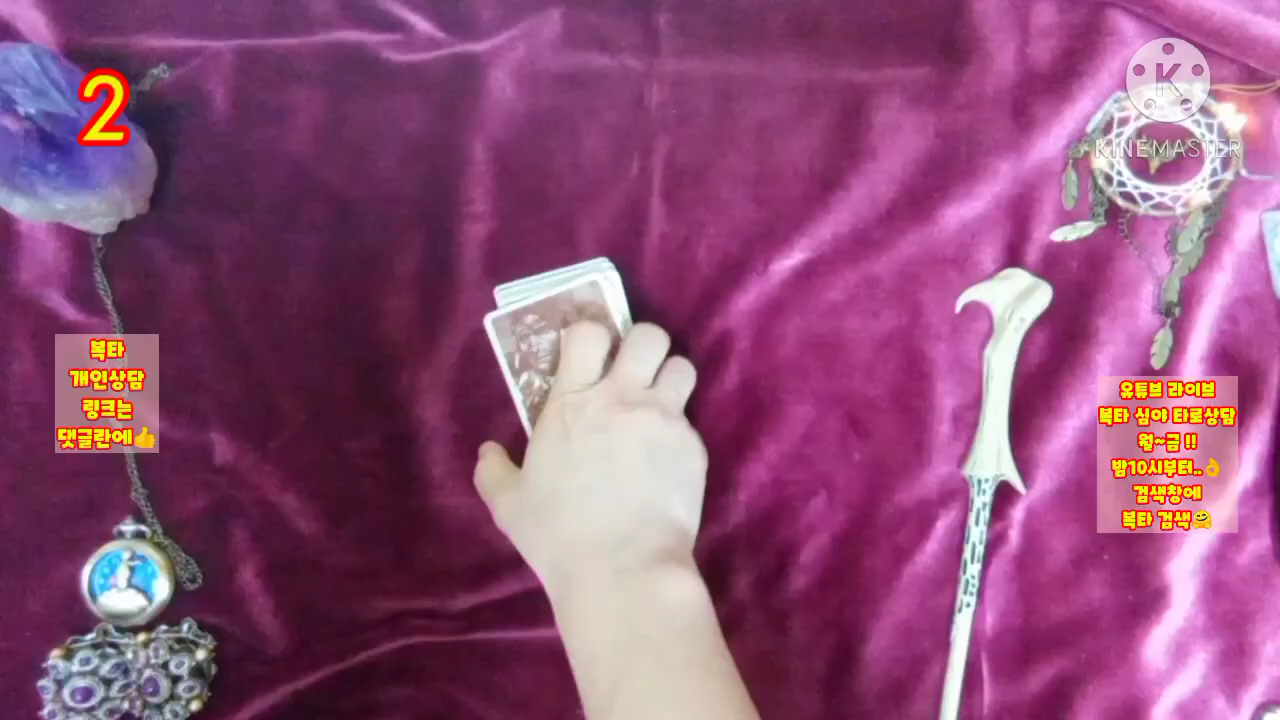 2
K
KINEMASTER
복타
개인상담
링크는
댓글란에👍
유튜브 라이브
복타 심야 타로상담
월~금 !!
밤10시부터..👌
검색창에
복타 검색🤗